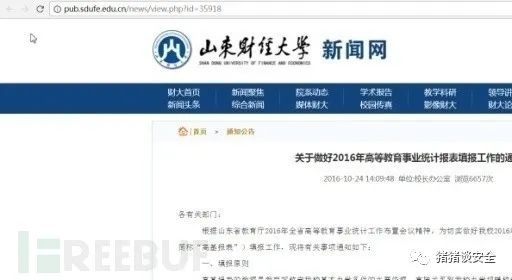 pub.sdufe.edu.cn/news/view.php?id=35918
山东财经大学 新闻网
SHAN DONG UNIVERSITY OF FINANCE AND ECONOMICS
财大首页 新闻聚焦 院系动态 学术报告 教学科研 领导讲
新闻头条 综合新闻 媒体财大 校园传真 影像财大 财大论
首页 > 通知公告
关于做好2016年高等教育事业统计报表填报工作的通
2016-10-24 14:09:48 单位:校长办公室 浏览6657次
各有关部门:
根据山东省教育厅2016年全省高等教育事业统计工作布置会议精神,为切实做好我校2016
简称“高基报表”)填报工作,现将有关事项通知如下:
一、填报原则
REEBUF
猪猪谈安全